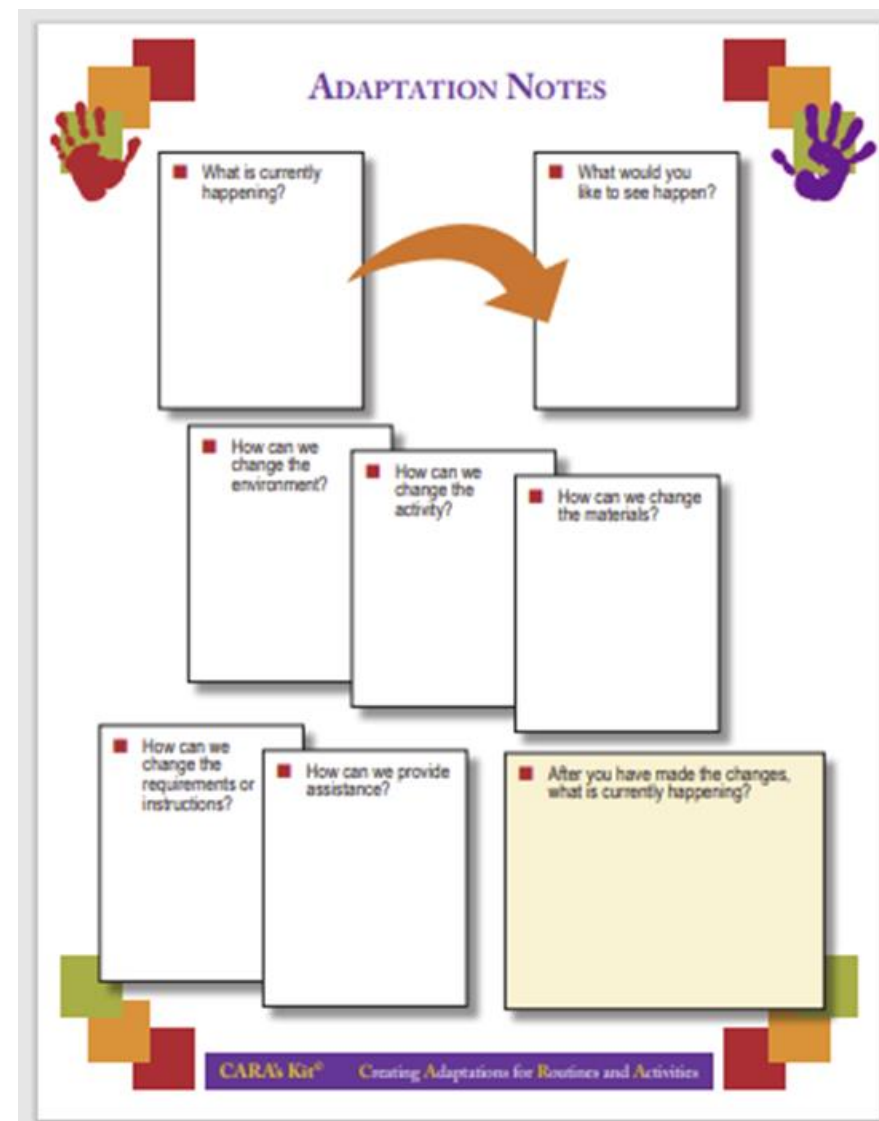 ADAPTATION NOTES
What is currently
happening?
What would you
like to see happen?
How can we
change the
environment?
How can we
change the
activity?
How can we change
the materials?
How can we
change the
requirements or
instructions?
How can we provide
assistance?
After you have made the changes,
what is currently happening?
CARA's Kit© Creating Adaptations for Routines and Activities